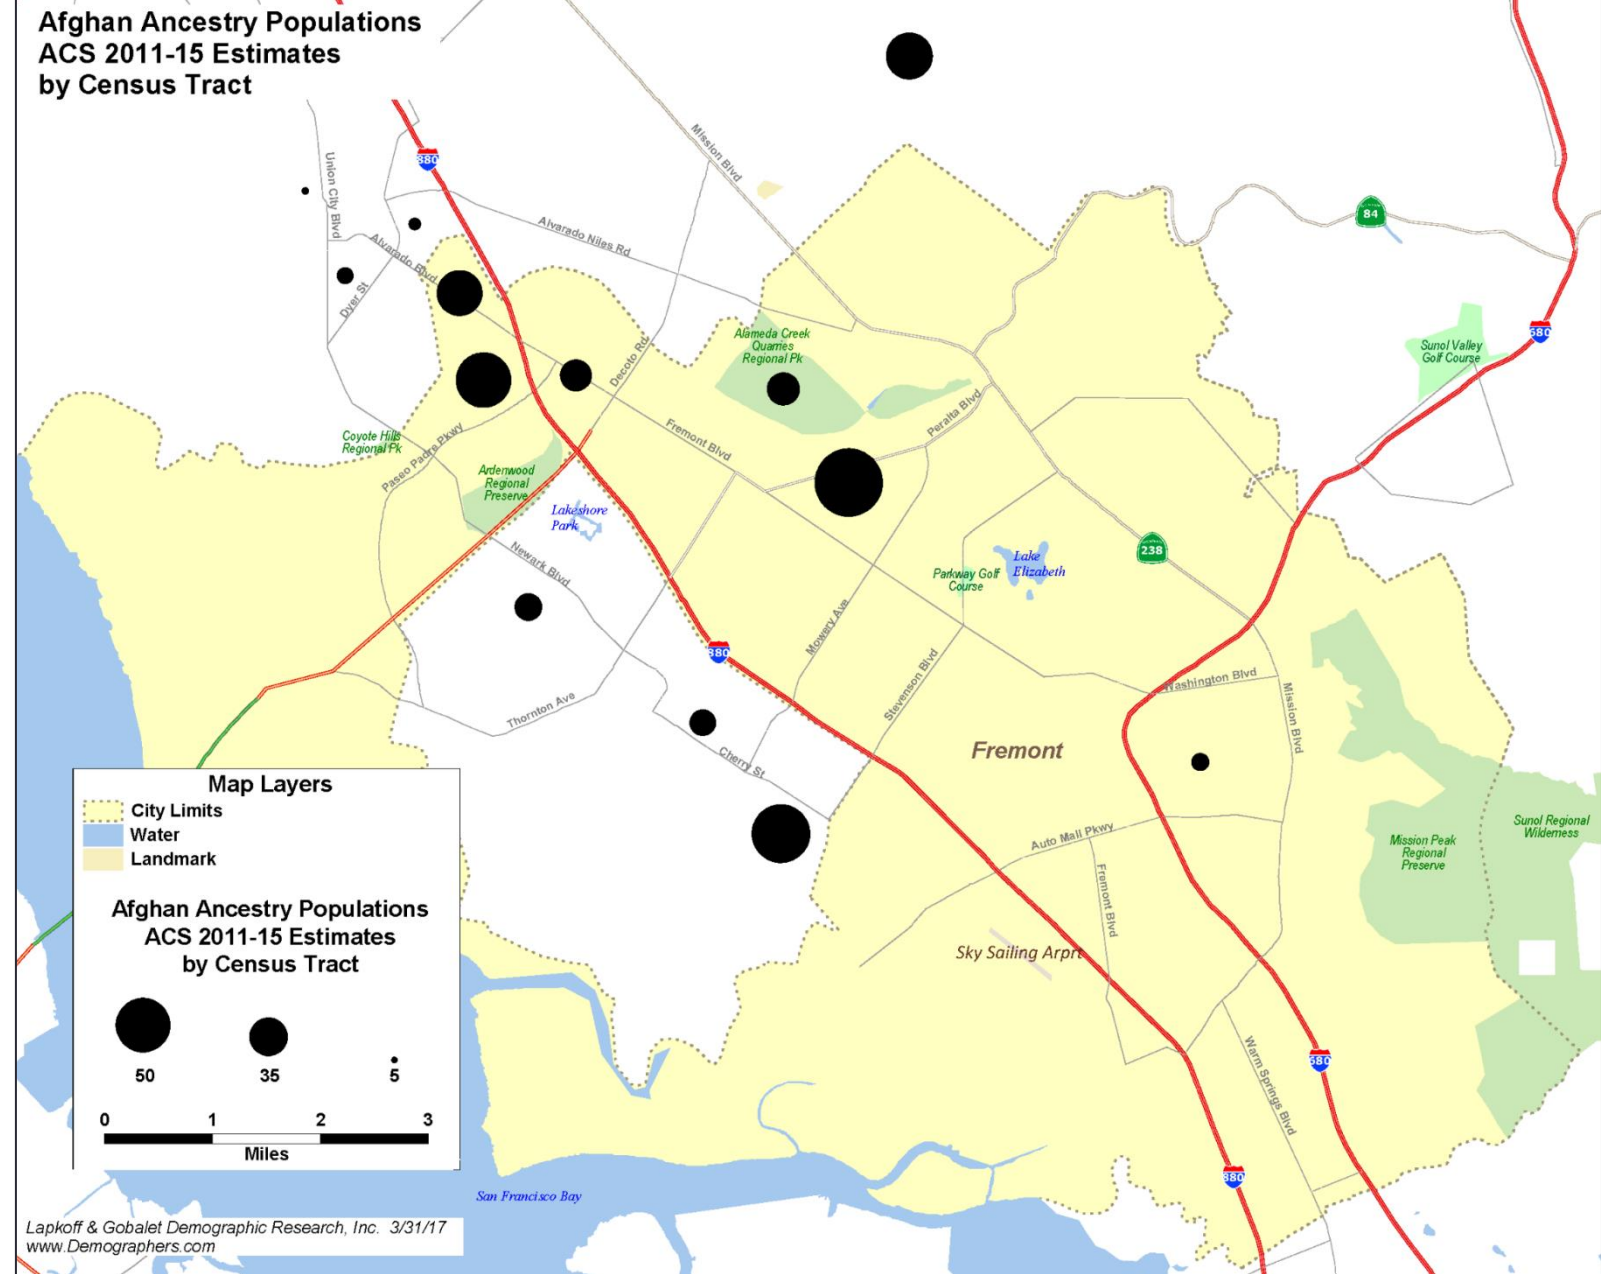 Afghan Ancestry Populations
ACS 2011-15 Estimates
by Census Tract
Mission Blvd
880
Union City Blvd
84
Alvarado Niles Rd
Alvarado Blvd
Dyer St
680
Decoto Rd
Alameda Creek
Quarries
Regional Pk
Sunol Valley
Golf Course
Peralta Blvd
Coyote Hills
Regional Pk
Paseo Padre Pkwy
Fremont Blvd
Ardenwood
Regional
Preserve
Lakeshore
Park
Newark Blvd
238
Lake
Elizabeth
Parkway Golf
Course
Mowery Ave
880
Stevenson Blvd
Washington Blvd
Mission Blvd
Thornton Ave
Cherry St
Fremont
Auto Mall Pkwy
Fremont Blvd
Mission Peak
Regional
Preserve
Sunol Regional
Wilderness
Sky Sailing Arprt
Warm Springs Blvd
680
880
San Francisco Bay
Map Layers
City Limits
Water
Landmark
Afghan Ancestry Populations
ACS 2011-15 Estimates
by Census Tract
50 35 5
0 1 2 3
Miles
Lapkoff & Gobalet Demographic Research, Inc. 3/31/17
www.Demographers.com